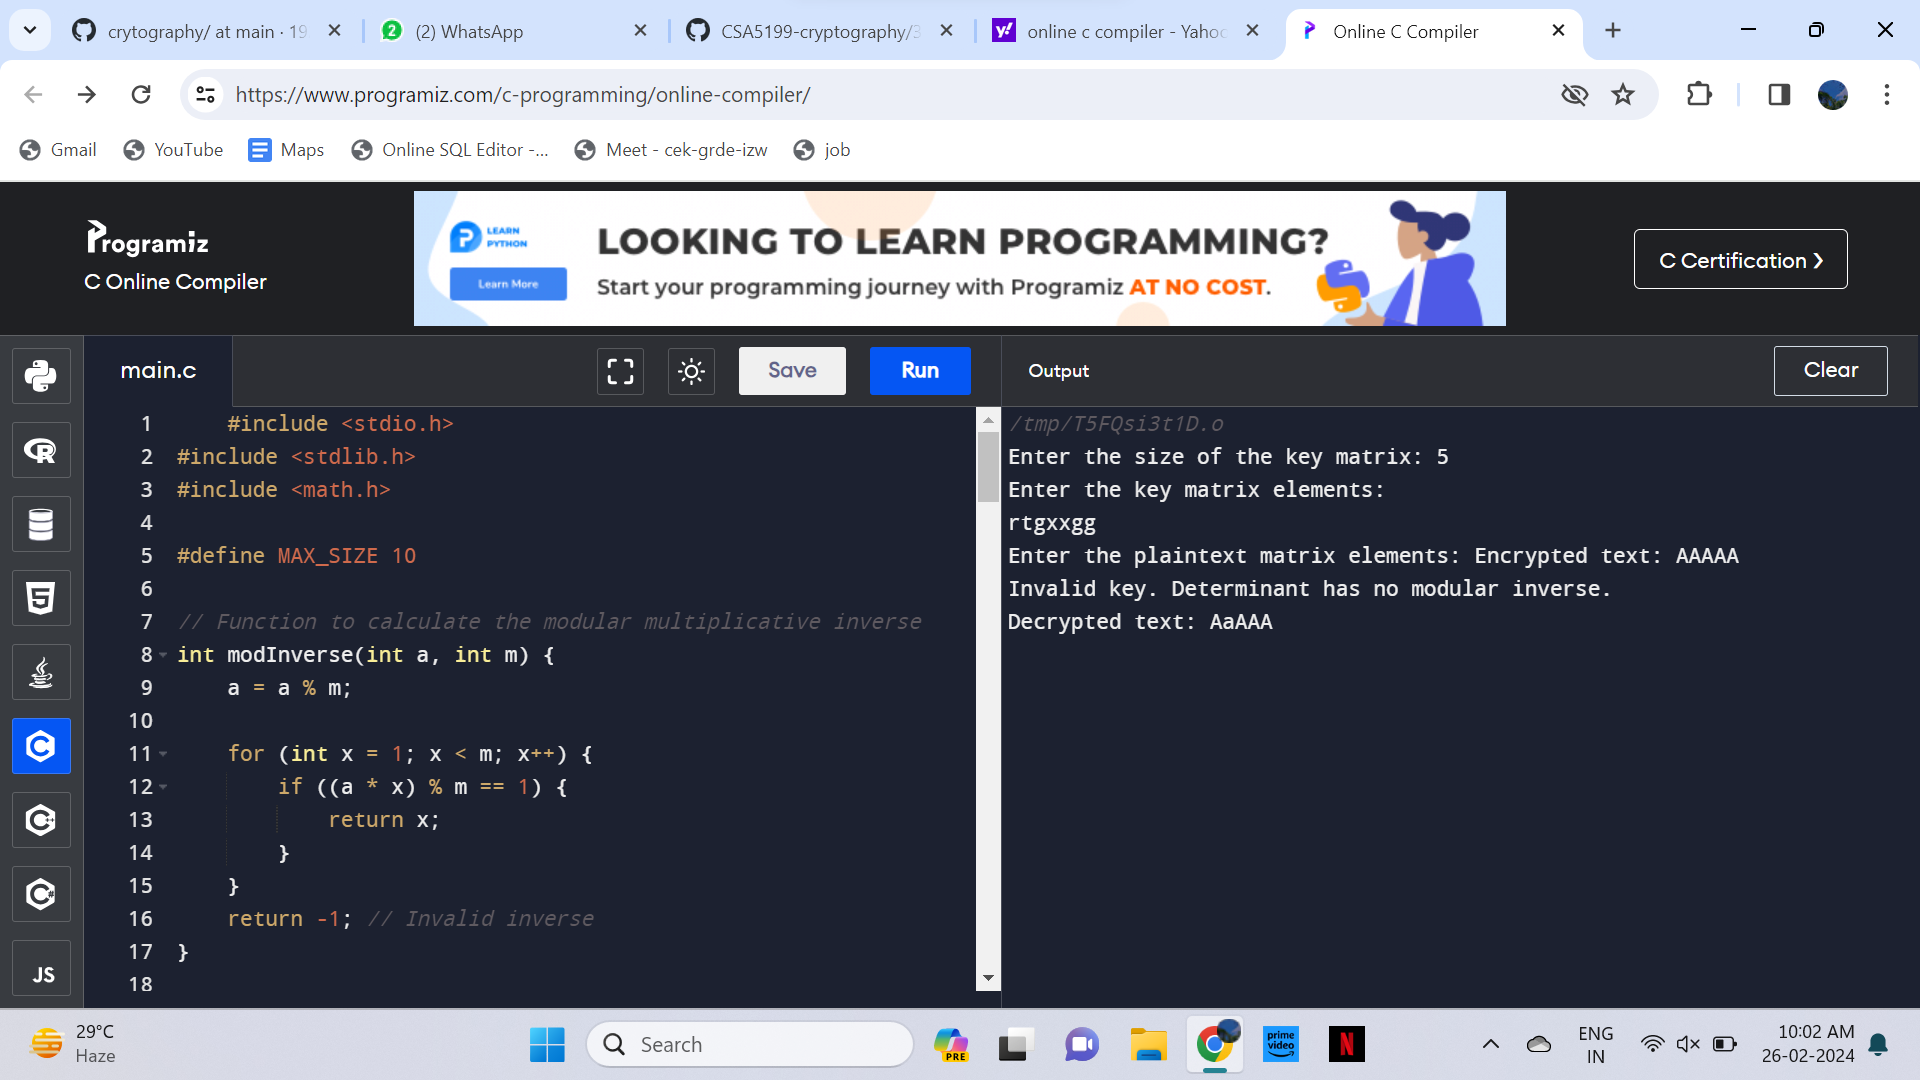 crytography/ at main · 19
(2) WhatsApp
CSA5199-cryptography/3
online c compiler - Yahoo
Online C Compiler
https://www.programiz.com/c-programming/online-compiler/
Gmail
YouTube
Maps
Online SQL Editor -...
Meet - cek-grde-izw
job
Programiz
C Online Compiler
LEARN PYTHON
Learn More
LOOKING TO LEARN PROGRAMMING?
Start your programming journey with Programiz AT NO COST.
C Certification ❯
main.c
Save
Run
Output
Clear
1 #include <stdio.h>
2 #include <stdlib.h>
3 #include <math.h>
4
5 #define MAX_SIZE 10
6
7 // Function to calculate the modular multiplicative inverse
8 int modInverse(int a, int m) {
9 a = a % m;
10
11 for (int x = 1; x < m; x++) {
12 if ((a * x) % m == 1) {
13 return x;
14 }
15 }
16 return -1; // Invalid inverse
17 }
18
/tmp/T5FQsi3t1D.o
Enter the size of the key matrix: 5
Enter the key matrix elements:
rtgxxgg
Enter the plaintext matrix elements: Encrypted text: AAAAA
Invalid key. Determinant has no modular inverse.
Decrypted text: AaAAA
JS
29°C
Haze
Search
PRE
prime video
N
ENG
IN
10:02 AM
26-02-2024